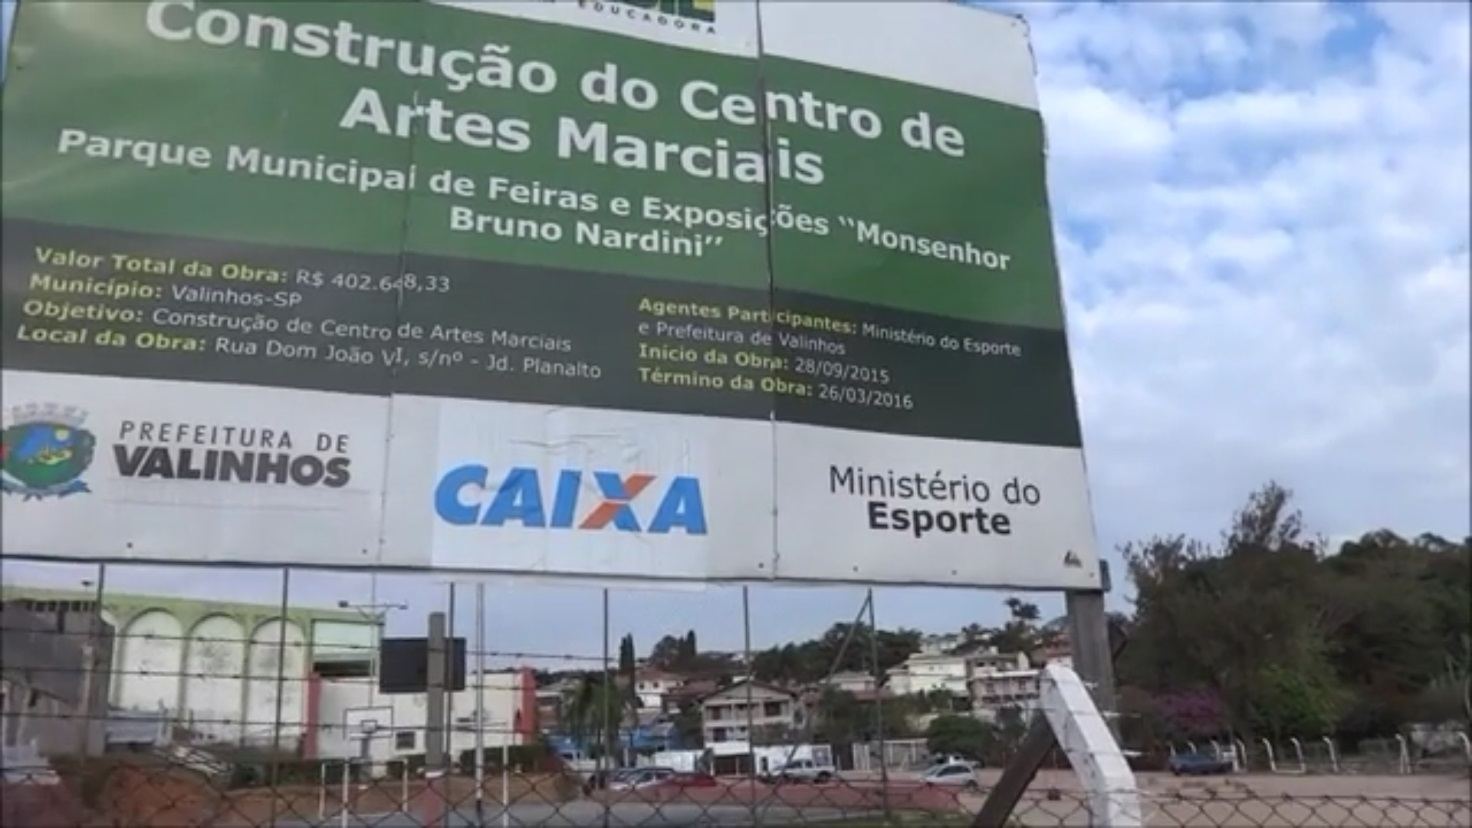 EDUCADORA
Construção do Centro de
Artes Marciais
Parque Municipal de Feiras e Exposições “Monsenhor
Bruno Nardini”
Valor Total da Obra: R$ 402.648,33
Município: Valinhos-SP
Objetivo: Construção de Centro de Artes Marciais
Local da Obra: Rua Dom João VI, s/nº - Jd. Planalto
Agentes Participantes: Ministério do Esporte
e Prefeitura de Valinhos
Início da Obra: 28/09/2015
Término da Obra: 26/03/2016
PREFEITURA DE
VALINHOS
CAIXA
Ministério do
Esporte